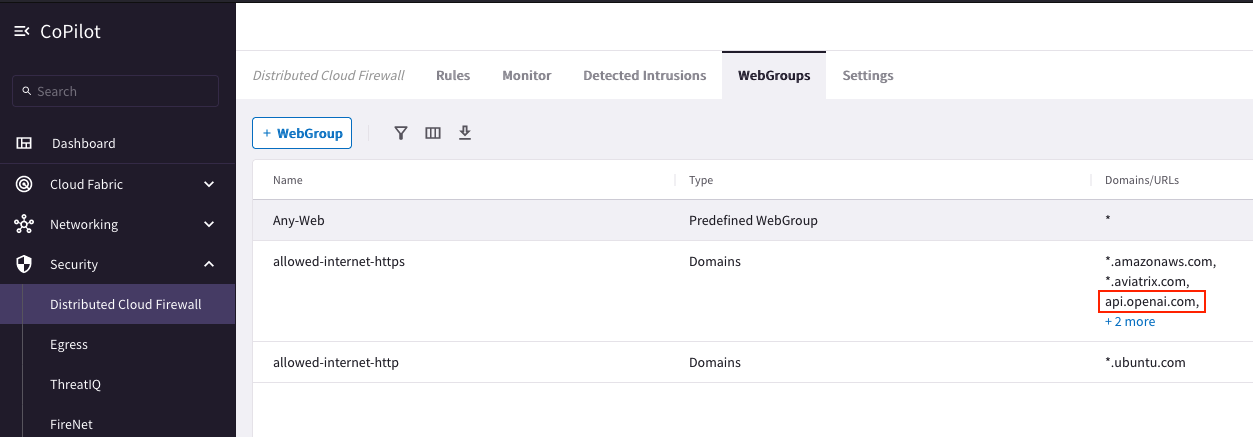 CoPilot
Search
Dashboard
Cloud Fabric
Networking
Security
Distributed Cloud Firewall
Egress
ThreatIQ
FireNet
Distributed Cloud Firewall Rules Monitor Detected Intrusions WebGroups Settings
+ WebGroup
Name Type Domains/URLs
Any-Web Predefined WebGroup *
allowed-internet-https Domains *.amazonaws.com,
*.aviatrix.com,
api.openai.com,
+ 2 more
allowed-internet-http Domains *.ubuntu.com